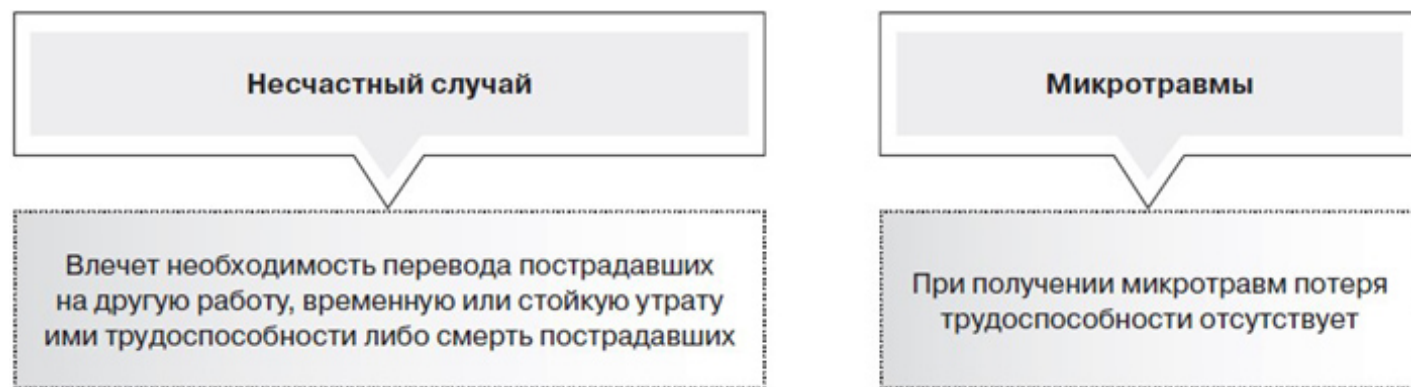 Несчастный случай
Влечет необходимость перевода пострадавших
на другую работу, временную или стойкую утрату
ими трудоспособности либо смерть пострадавших
Микротравмы
При получении микротравм потеря
трудоспособности отсутствует